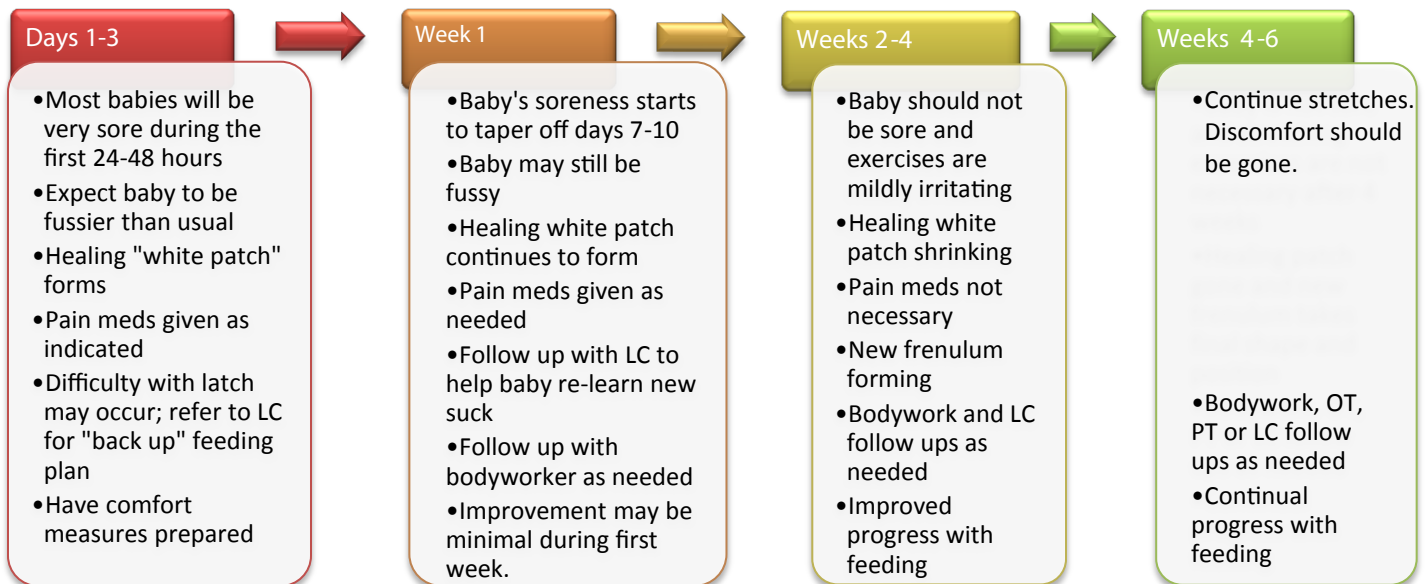 Days 1-3
•Most babies will be
very sore during the
first 24-48 hours
•Expect baby to be
fussier than usual
•Healing "white patch"
forms
•Pain meds given as
indicated
•Difficulty with latch
may occur; refer to LC
for "back up" feeding
plan
•Have comfort
measures prepared
Week 1
•Baby's soreness starts
to taper off days 7-10
•Baby may still be
fussy
•Healing white patch
continues to form
•Pain meds given as
needed
•Follow up with LC to
help baby re-learn new
suck
•Follow up with
bodyworker as needed
•Improvement may be
minimal during first
week.
Weeks 2-4
•Baby should not
be sore and
exercises are
mildly irritating
•Healing white
patch shrinking
•Pain meds not
necessary
•New frenulum
forming
•Bodywork and LC
follow ups as
needed
•Improved
progress with
feeding
Weeks 4-6
•Continue stretches.
Discomfort should
be gone.
•Bodywork, OT,
PT or LC follow
ups as needed
•Continual
progress with
feeding